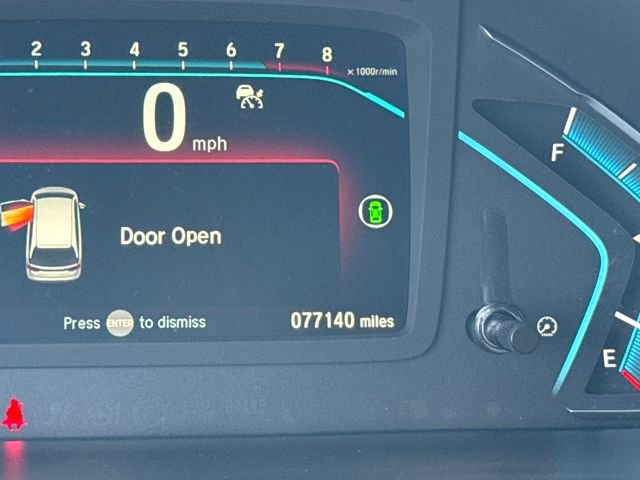 2 3 4 5 6 7 8
×1000r/min
0 mph
F
Door Open
Press ENTER to dismiss
077140 miles
E